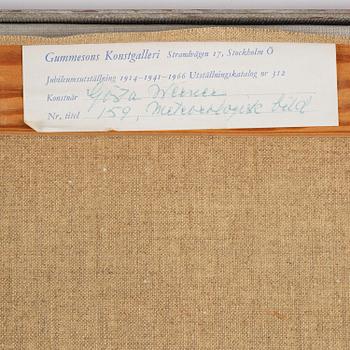 Gummesons Konstgalleri Strandvägen 17, Stockholm Ö
Jubileumsutställning 1914-1941-1966 Utställningskatalog nr 312
Konstnär Gösta Werner
Nr, titel 159, Meteorologisk bild